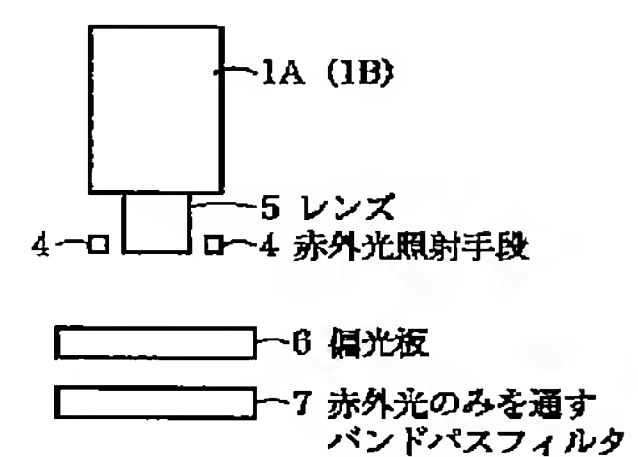 1A (1B)
5 レンズ
4 4 赤外光照射手段
6 偏光板
7 赤外光のみを通す
バンドパスフィルタ